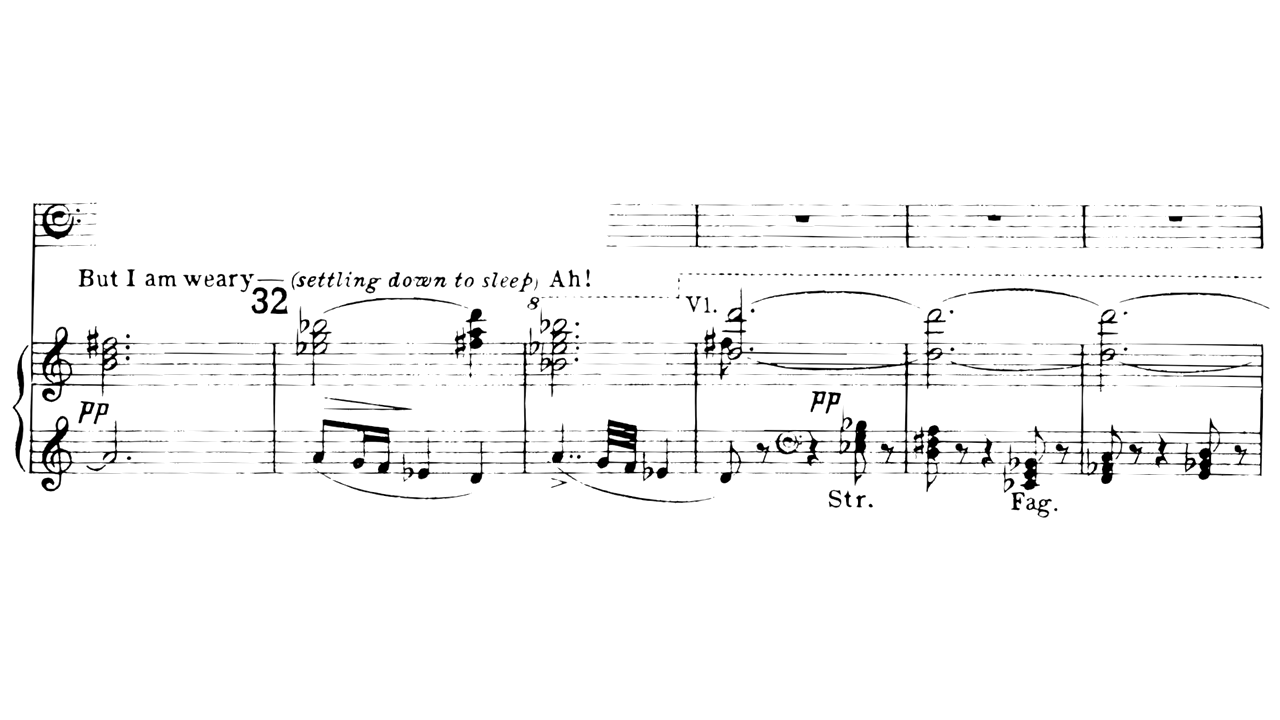 But I am weary— (settling down to sleep) Ah!
32
8
Vl.
pp
pp
Str.
Fag.